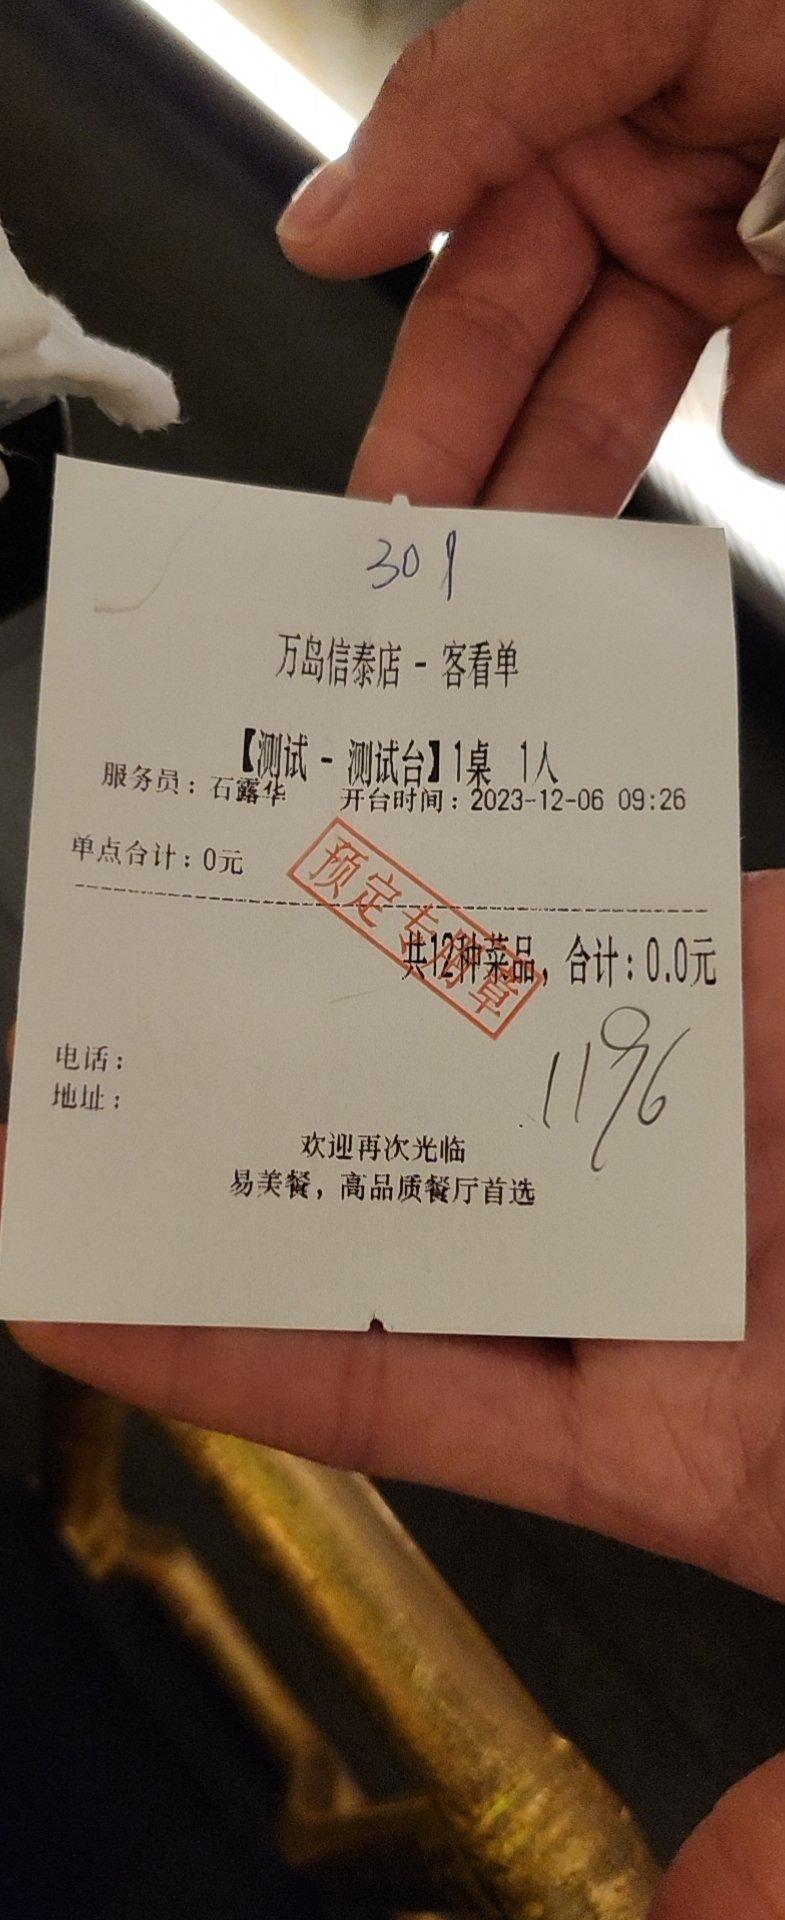 301
万岛信泰店 - 客看单
【测试 - 测试台】1桌 1人
服务员：石露华 开台时间：2023-12-06 09:26
单点合计：0元
预定专用章
共12种菜品，合计：0.0元
1196
电话：
地址：
欢迎再次光临
易美餐，高品质餐厅首选